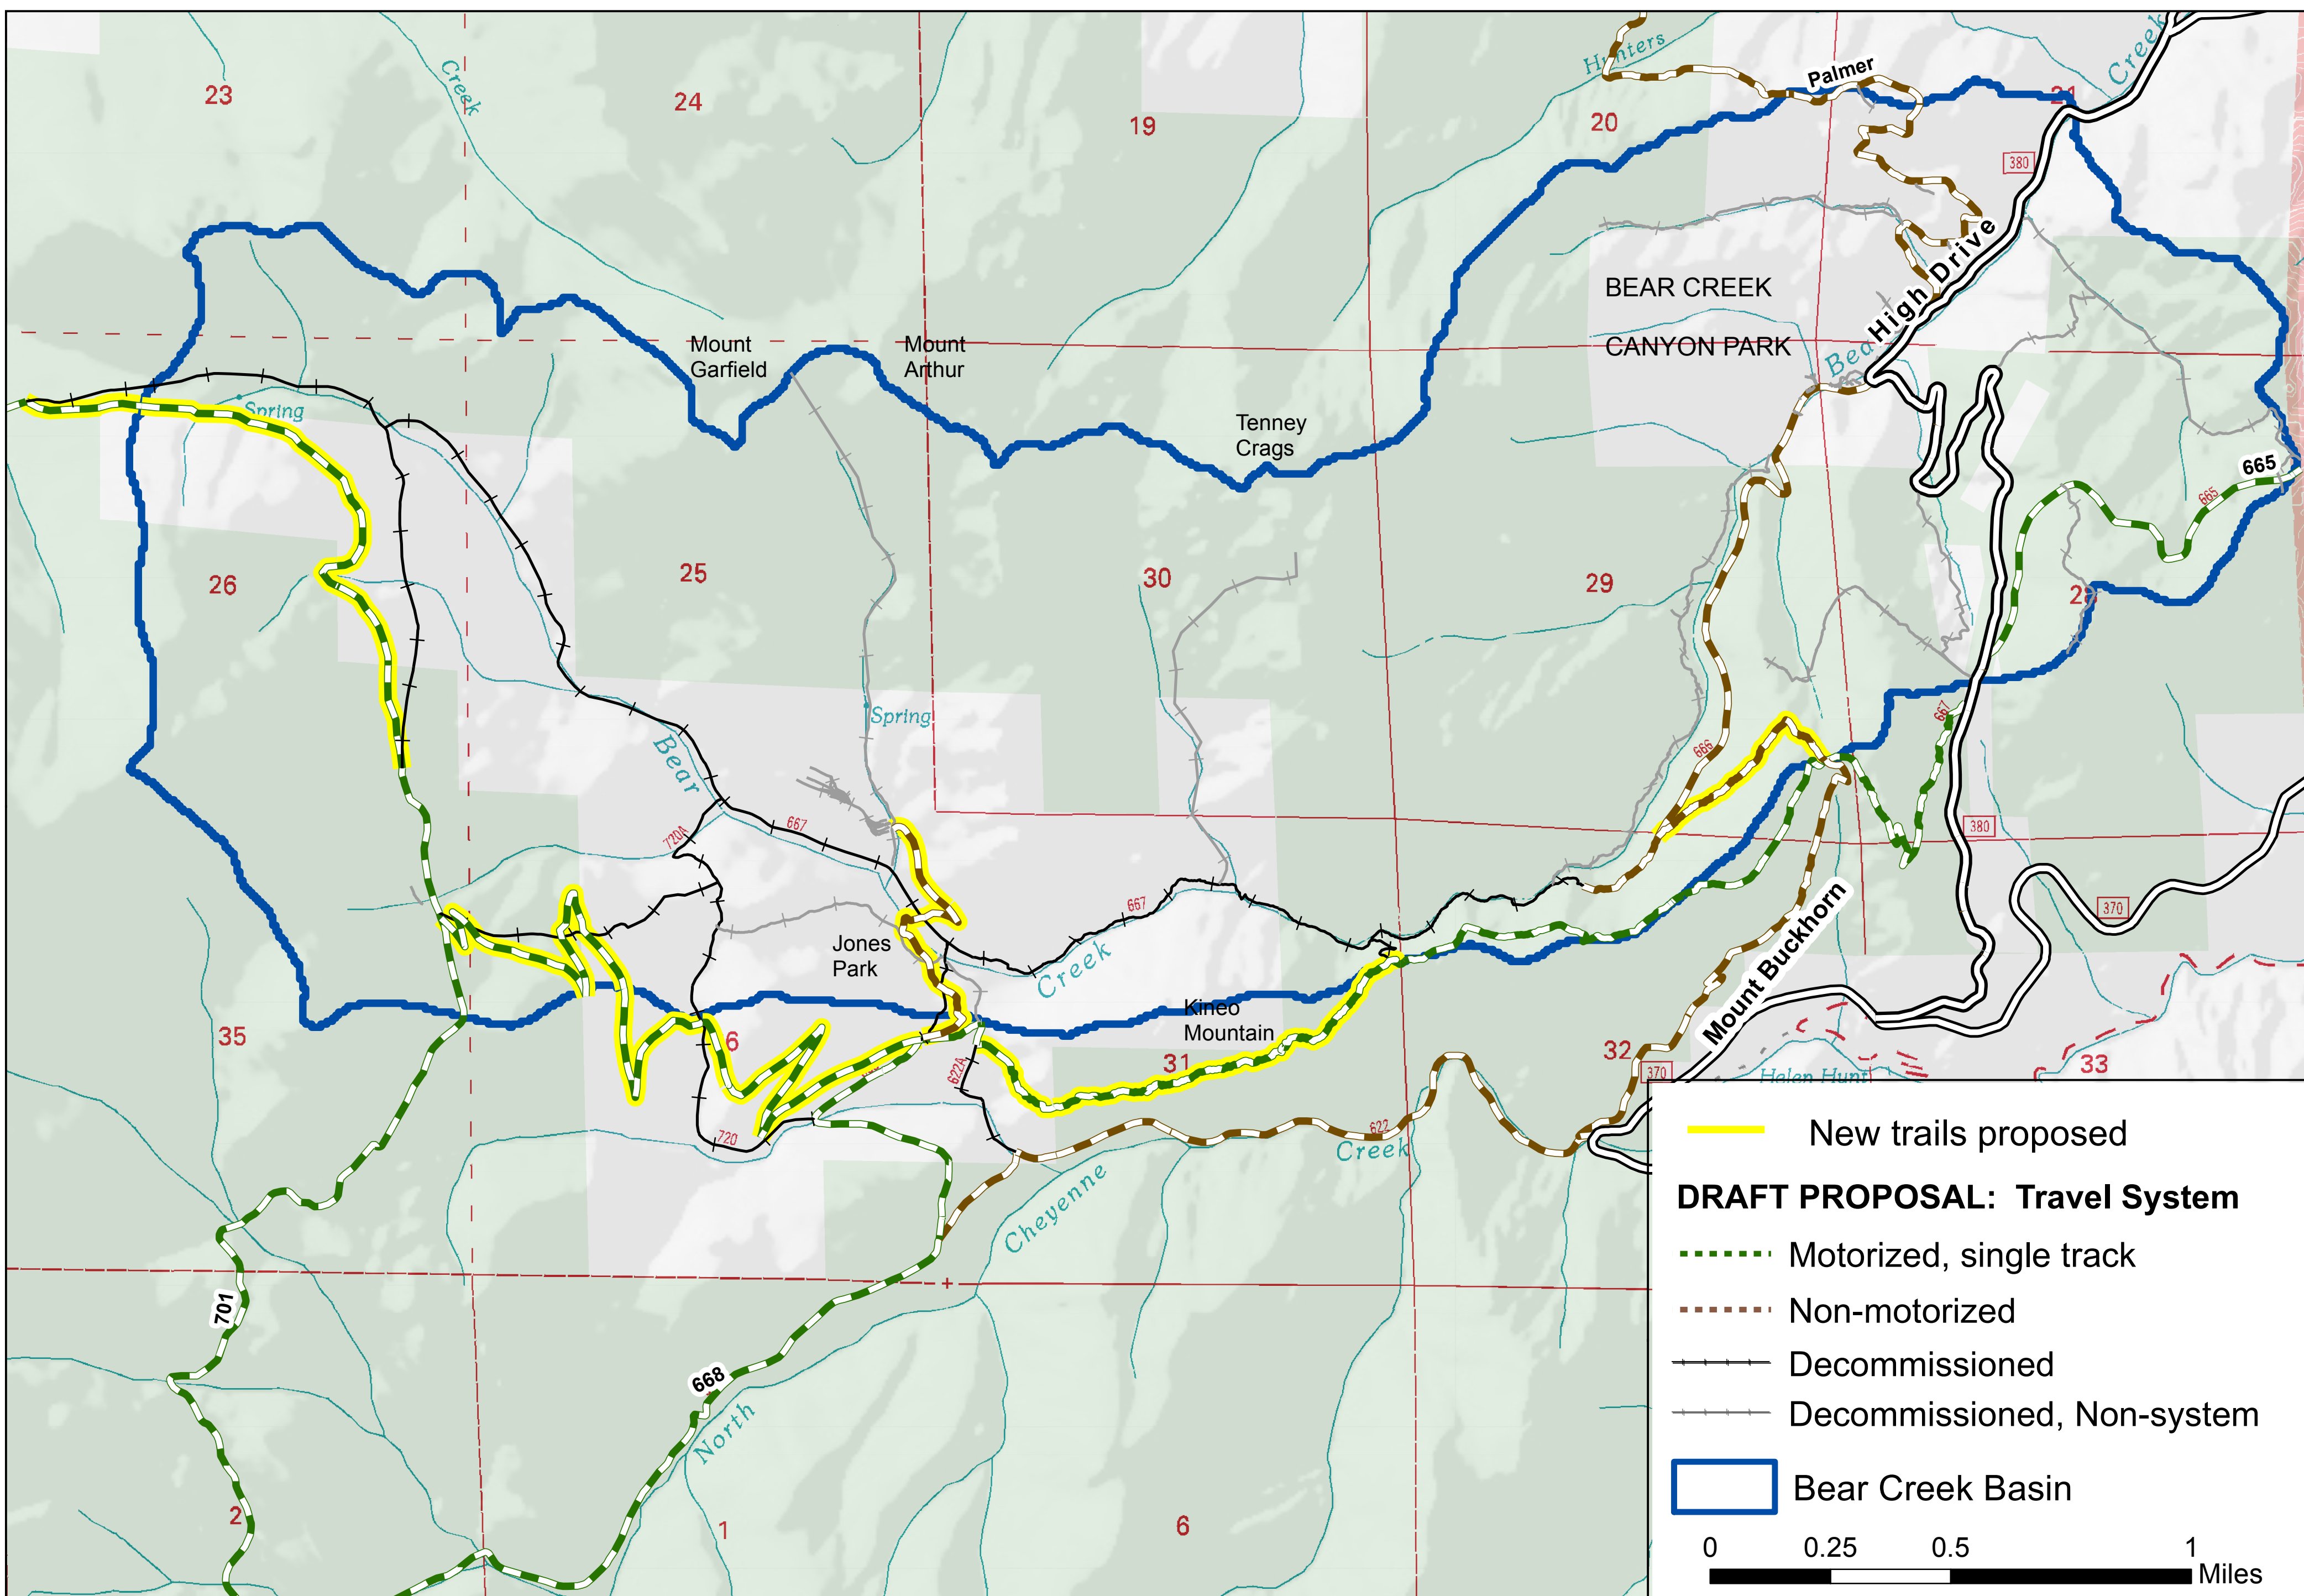 Hunters
Creek
Palmer
Creek
23
24
19
20
21
380
High Drive
BEAR CREEK
CANYON PARK
Mount
Garfield
Mount
Arthur
Tenney
Crags
Spring
665
665
26
25
30
29
28
Spring
Bear
667
666
720A
667
380
667
370
Mount Buckhorn
Jones
Park
Creek
Kineo
Mountain
35
31
32
33
622A
370
Helen Hunt
720
622
Creek
Cheyenne
701
668
North
2
1
6
New trails proposed
DRAFT PROPOSAL: Travel System
Motorized, single track
Non-motorized
Decommissioned
Decommissioned, Non-system
Bear Creek Basin
0 0.25 0.5 1
Miles